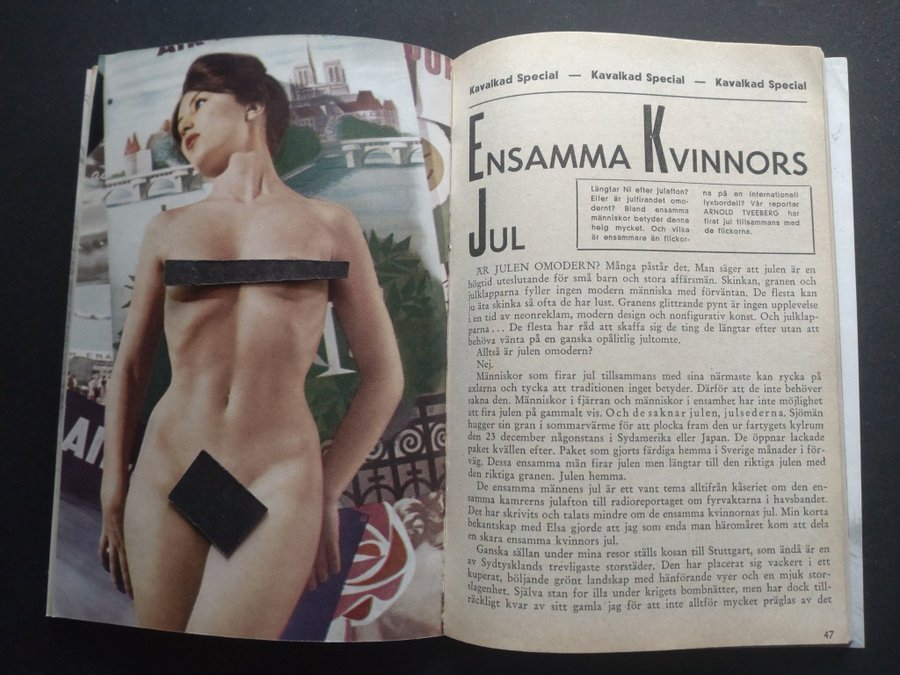 AIR
Kavalkad Special — Kavalkad Special — Kavalkad Special
ENSAMMA KVINNORS
JUL
Längtar Ni efter julafton?
Eller är julfirandet omo-
dernt? Bland ensamma
människor betyder denna
helg mycket. Och vilka
är ensammare än flickor-
na på en internationell
lyxbordell? Vår reporter
ARNOLD TVEEBERG har
firat jul tillsammans med
de flickorna.
ÄR JULEN OMODERN? Många påstår det. Man säger att julen är en
högtid uteslutande för små barn och stora affärsmän. Skinkan, granen och
julklapparna fyller ingen modern människa med förväntan. De flesta kan
ju äta skinka så ofta de har lust. Granens glittrande pynt är ingen upplevelse
i en tid av neonreklam, modern design och nonfigurativ konst. Och julklap-
parna ... De flesta har råd att skaffa sig de ting de längtar efter utan att
behöva vänta på en ganska opålitlig jultomte.
Alltså är julen omodern?
Nej.
Människor som firar jul tillsammans med sina närmaste kan rycka på
axlarna och tycka att traditionen inget betyder. Därför att de inte behöver
sakna den. Människor i fjärran och människor i ensamhet har inte möjlighet
att fira julen på gammalt vis. Och de saknar julen, julsederna. Sjömän
hugger sin gran i sommarvärme för att plocka fram den ur fartygets kylrum
den 23 december någonstans i Sydamerika eller Japan. De öppnar lackade
paket kvällen efter. Paket som gjorts färdiga hemma i Sverige månader i för-
väg. Dessa ensamma män firar julen men längtar till den riktiga julen med
den riktiga granen. Julen hemma.
De ensamma männens jul är ett vant tema alltifrån kåseriet om den en-
samma kamrerns julafton till radioreportaget om fyrvaktarna i havsbandet.
Det har skrivits och talats mindre om de ensamma kvinnornas jul. Min korta
bekantskap med Elsa gjorde att jag som enda man häromåret kom att dela
en skara ensamma kvinnors jul.
Ganska sällan under mina resor ställs kosan till Stuttgart, som ändå är en
av Sydtysklands trevligaste storstäder. Den har placerat sig vackert i ett
kuperat, böljande grönt landskap med hänförande vyer och en mjuk stor-
slagenhet. Själva stan for illa under krigets bombnätter, men har dock till-
räckligt kvar av sitt gamla jag för att inte alltför mycket präglas av det
47